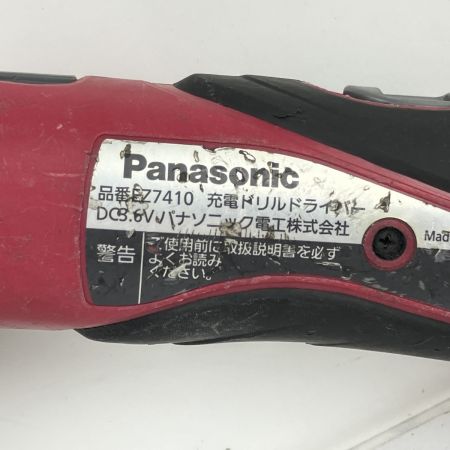 Panasonic
品番EZ7410 充電ドリルドライバー
DC3.6V パナソニック電工株式会社
Mad
警告
ご使用前に取扱説明書を必ず
よくお読み
ください。